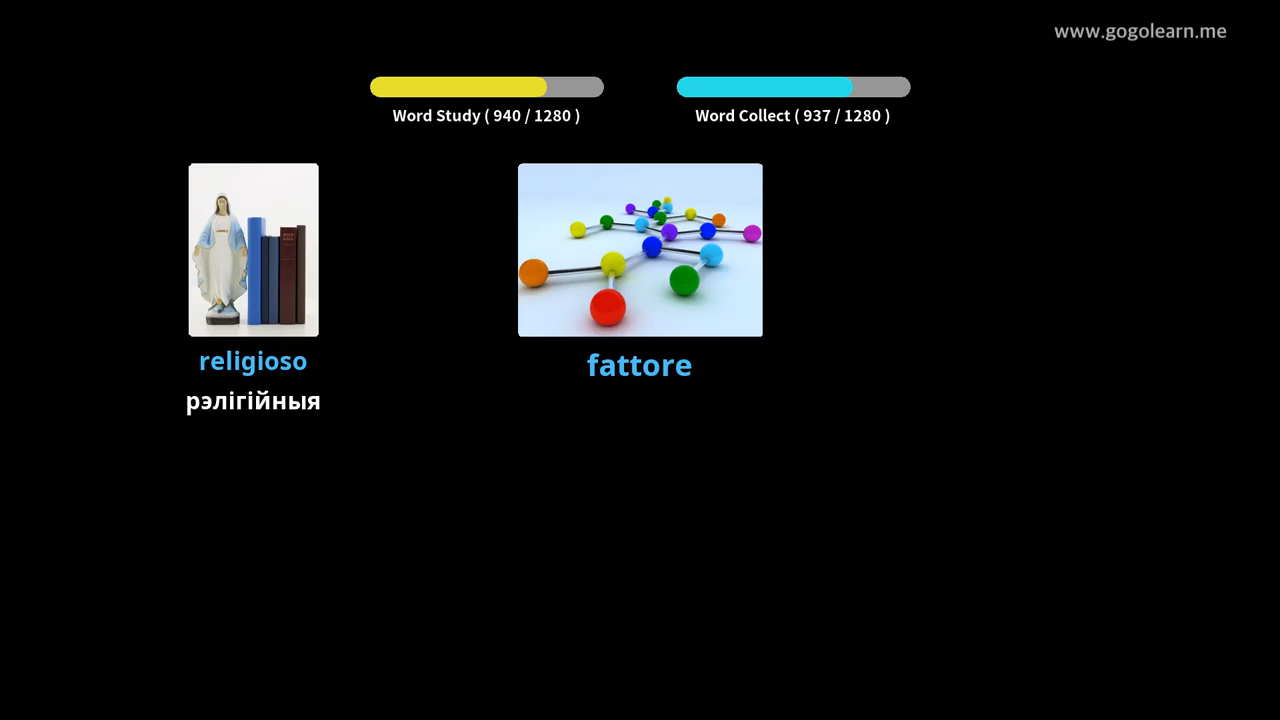 www.gogolearn.me
Word Study ( 940 / 1280 )
Word Collect ( 937 / 1280 )
religioso
рэлігійныя
fattore